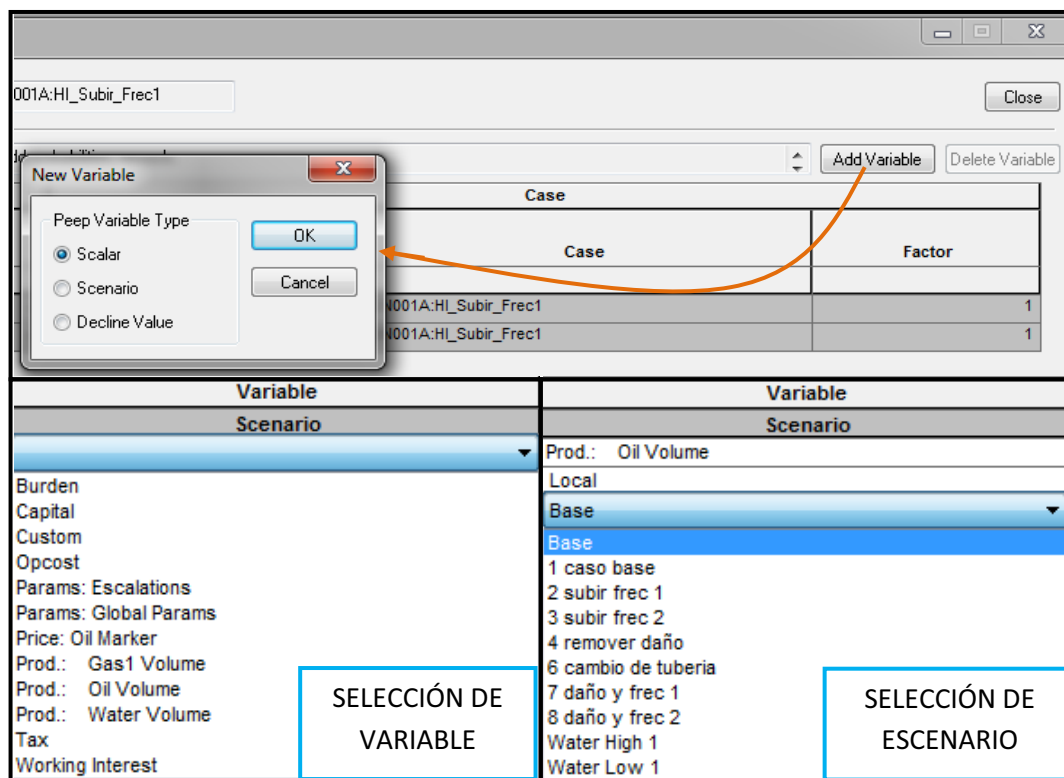 001A:HI_Subir_Frec1
Close
New Variable
Add Variable
Delete Variable
Peep Variable Type
Scalar
Scenario
Decline Value
OK
Cancel
Case
Case Factor
N001A:HI_Subir_Frec1 1
N001A:HI_Subir_Frec1 1
Variable
Scenario
Burden
Capital
Custom
Opcost
Params: Escalations
Params: Global Params
Price: Oil Marker
Prod.: Gas1 Volume
Prod.: Oil Volume
Prod.: Water Volume
Tax
Working Interest
SELECCIÓN DE
VARIABLE
Variable
Scenario
Prod.: Oil Volume
Local
Base
Base
1 caso base
2 subir frec 1
3 subir frec 2
4 remover daño
6 cambio de tuberia
7 daño y frec 1
8 daño y frec 2
Water High 1
Water Low 1
SELECCIÓN DE
ESCENARIO